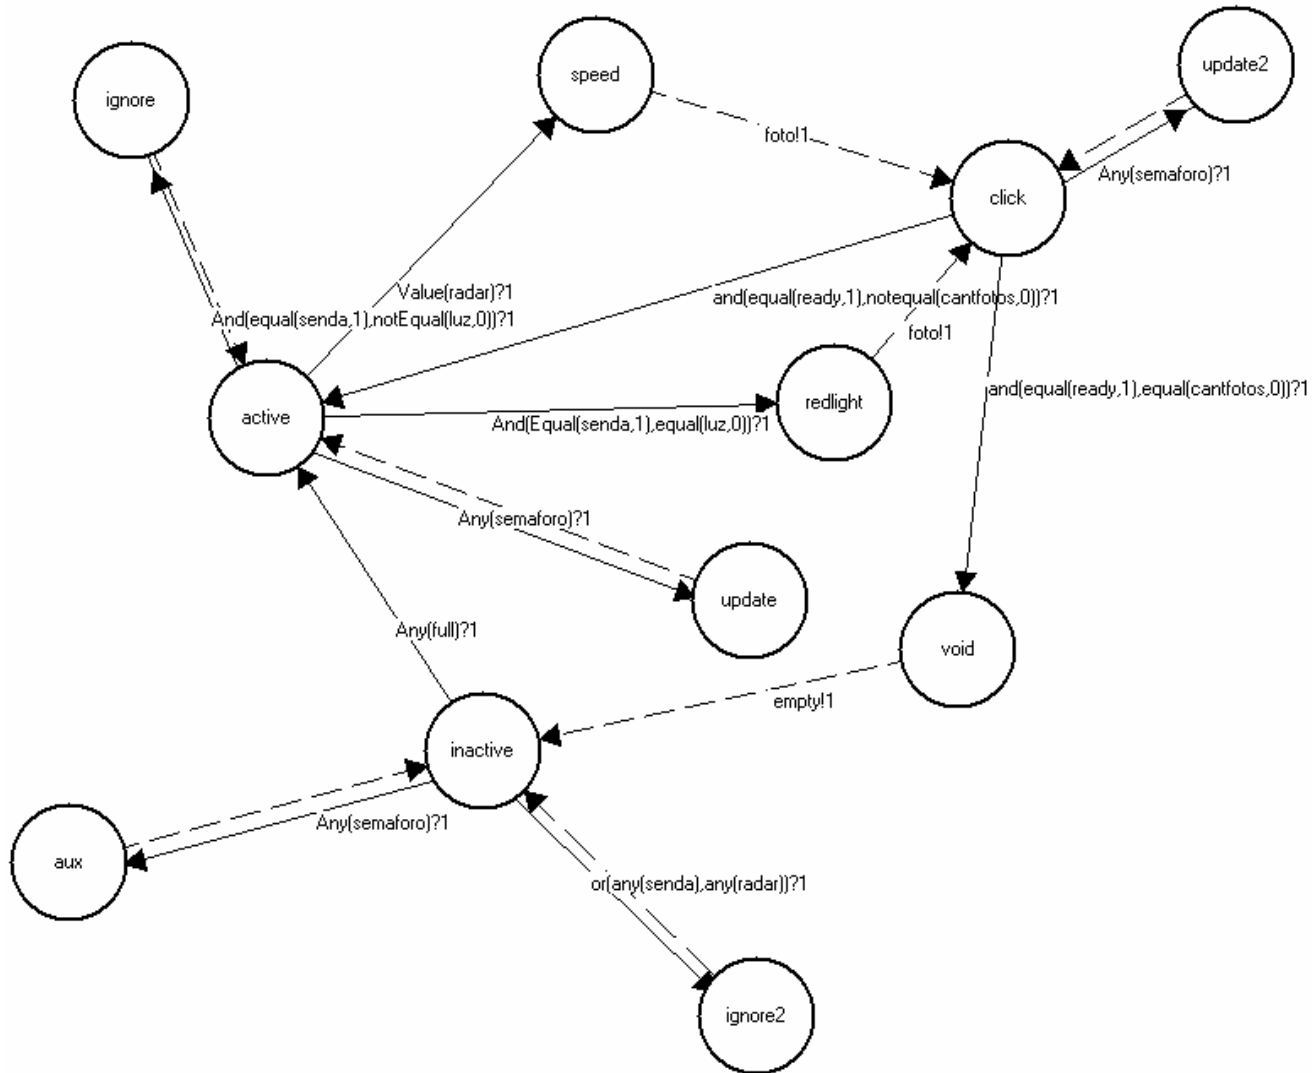 update2
speed
ignore
foto!1
Any(semaforo)?1
click
Value(radar)?1
and(equal(ready,1),notequal(cantfotos,0))?1
And(equal(senda,1),notEqual(luz,0))?1
foto!1
and(equal(ready,1),equal(cantfotos,0))?1
redlight
active
And(Equal(senda,1),equal(luz,0))?1
Any(semaforo)?1
update
Any(full)?1
void
empty!1
inactive
Any(semaforo)?1
aux
or(any(senda),any(radar))?1
ignore2